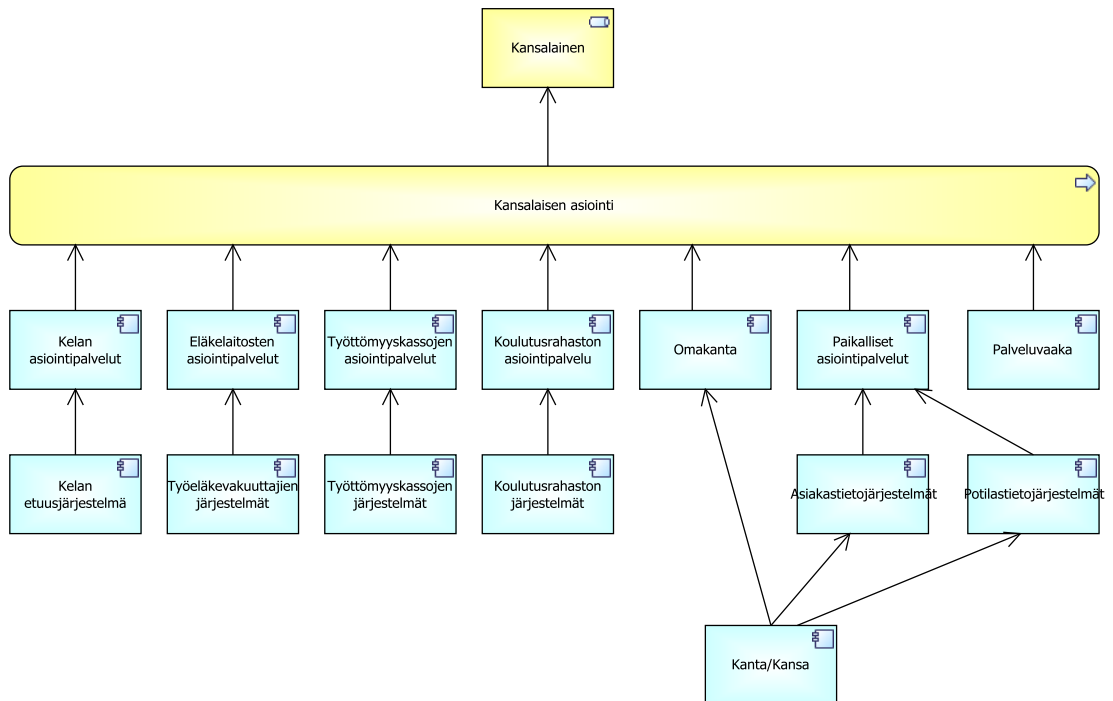 Kansalainen
Kansalaisen asiointi
Kelan
asiointipalvelut
Eläkelaitosten
asiointipalvelut
Työttömyyskassojen
asiointipalvelut
Koulutusrahaston
asiointipalvelu
Omakanta
Paikalliset
asiointipalvelut
Palveluvaaka
Kelan
etuusjärjestelmä
Työeläkevakuuttajien
järjestelmät
Työttömyyskassojen
järjestelmät
Koulutusrahaston
järjestelmät
Asiakastietojärjestelmät
Potilastietojärjestelmät
Kanta/Kansa